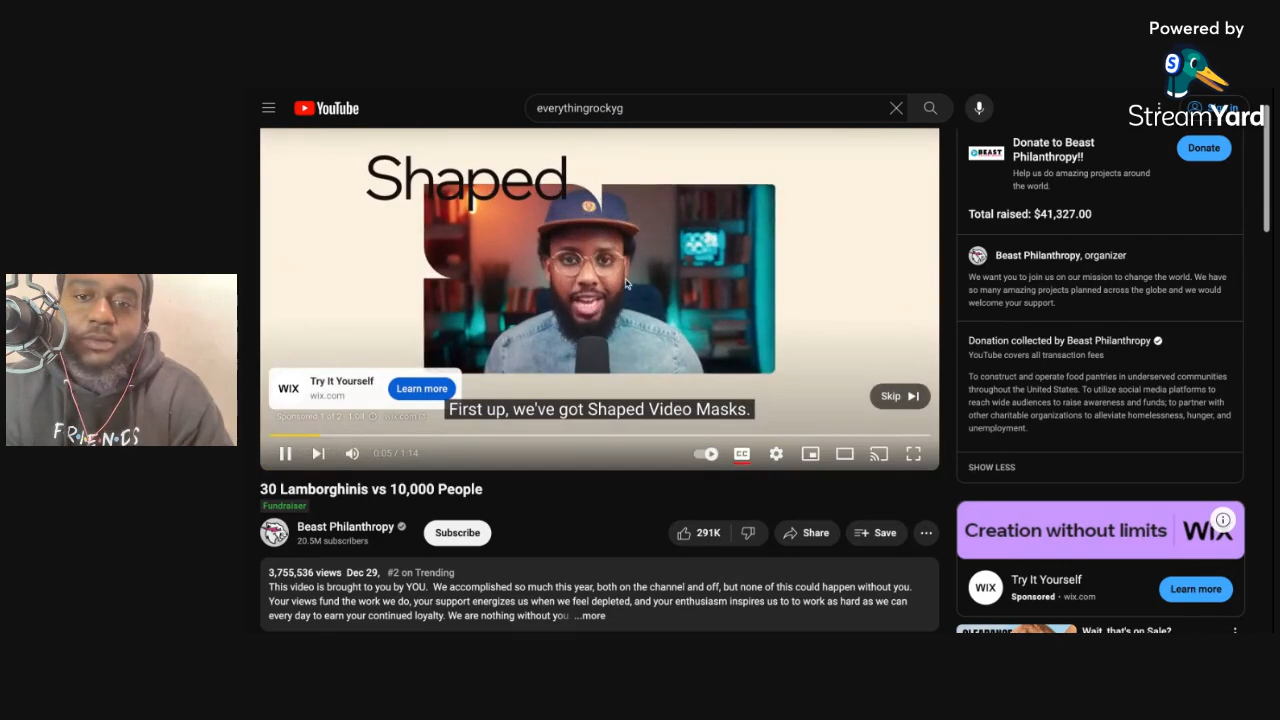 Powered by
StreamYard
YouTube
everythingrockyg
Shaped
WIX
Try It Yourself
wix.com
Learn more
Skip
Sponsored 1 of 2 · 1:04
First up, we've got Shaped Video Masks.
0:05 / 1:14
CC
FRIENDS
30 Lamborghinis vs 10,000 People
Fundraiser
Beast Philanthropy
20.5M subscribers
Subscribe
291K
Share
Save
3,755,536 views Dec 29, #2 on Trending
This video is brought to you by YOU. We accomplished so much this year, both on the channel and off, but none of this could happen without you.
Your views fund the work we do, your support energizes us when we feel depleted, and your enthusiasm inspires us to to work as hard as we can
every day to earn your continued loyalty. We are nothing without you. ...more
BEAST
Donate to Beast
Philanthropy!!
Help us do amazing projects around
the world.
Donate
Total raised: $41,327.00
Beast Philanthropy, organizer
We want you to join us on our mission to change the world. We have
so many amazing projects planned across the globe and we would
welcome your support.
Donation collected by Beast Philanthropy
YouTube covers all transaction fees
To construct and operate food pantries in underserved communities
throughout the United States. To utilize social media platforms to
reach wide audiences to raise awareness and funds; to partner with
other charitable organizations to alleviate homelessness, hunger, and
unemployment.
SHOW LESS
Creation without limits
WIX
WIX
Try It Yourself
Sponsored · wix.com
Learn more
Wait, that's on Sale?